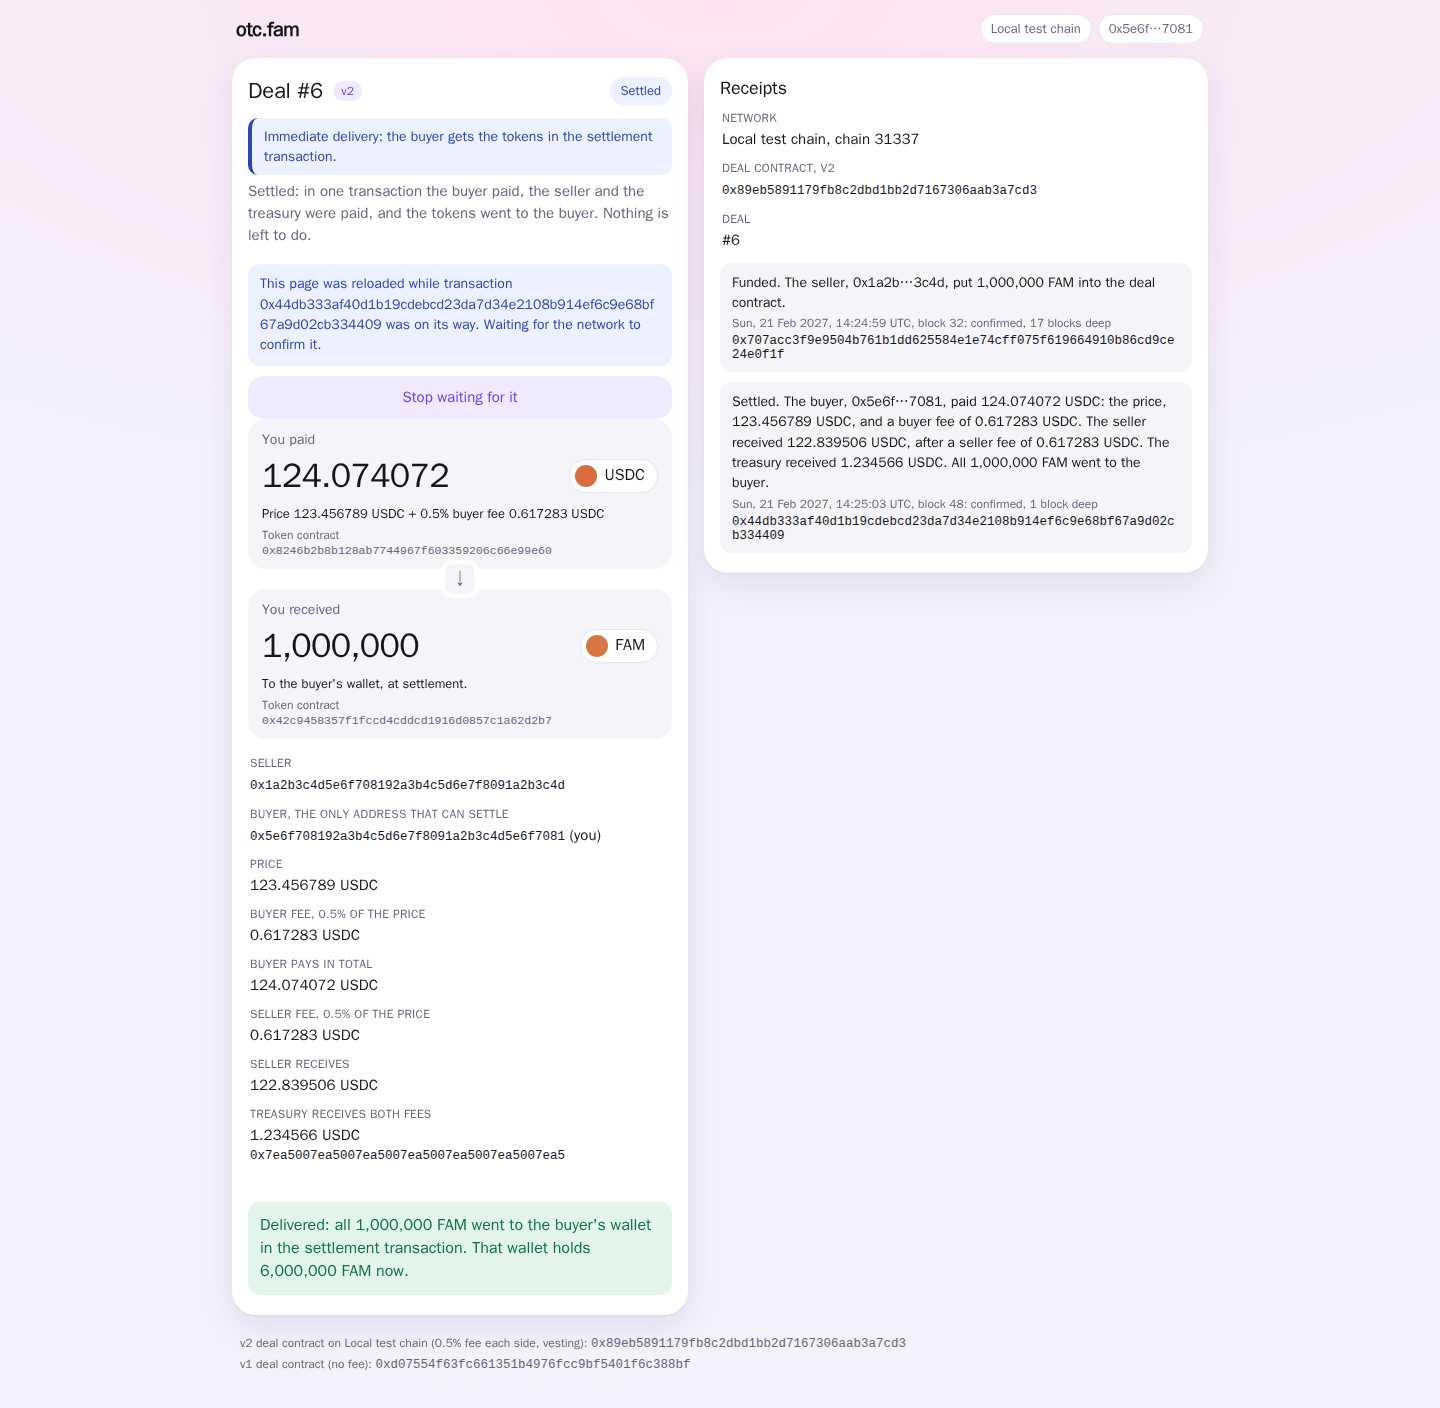 otc.fam
Local test chain
0x5e6f…7081
Deal #6
v2
Settled
Immediate delivery: the buyer gets the tokens in the settlement
transaction.
Settled: in one transaction the buyer paid, the seller and the
treasury were paid, and the tokens went to the buyer. Nothing is
left to do.
This page was reloaded while transaction
0x44db333af40d1b19cdebcd23da7d34e2108b914ef6c9e68bf
67a9d02cb334409 was on its way. Waiting for the network to
confirm it.
Stop waiting for it
You paid
124.074072
USDC
Price 123.456789 USDC + 0.5% buyer fee 0.617283 USDC
Token contract
0x8246b2b8b128ab7744967f603359206c66e99e60
↓
You received
1,000,000
FAM
To the buyer's wallet, at settlement.
Token contract
0x42c9458357f1fccd4cddcd1916d0857c1a62d2b7
SELLER
0x1a2b3c4d5e6f708192a3b4c5d6e7f8091a2b3c4d
BUYER, THE ONLY ADDRESS THAT CAN SETTLE
0x5e6f708192a3b4c5d6e7f8091a2b3c4d5e6f7081 (you)
PRICE
123.456789 USDC
BUYER FEE, 0.5% OF THE PRICE
0.617283 USDC
BUYER PAYS IN TOTAL
124.074072 USDC
SELLER FEE, 0.5% OF THE PRICE
0.617283 USDC
SELLER RECEIVES
122.839506 USDC
TREASURY RECEIVES BOTH FEES
1.234566 USDC
0x7ea5007ea5007ea5007ea5007ea5007ea5007ea5
Delivered: all 1,000,000 FAM went to the buyer's wallet
in the settlement transaction. That wallet holds
6,000,000 FAM now.
Receipts
NETWORK
Local test chain, chain 31337
DEAL CONTRACT, V2
0x89eb5891179fb8c2dbd1bb2d7167306aab3a7cd3
DEAL
#6
Funded. The seller, 0x1a2b…3c4d, put 1,000,000 FAM into the deal
contract.
Sun, 21 Feb 2027, 14:24:59 UTC, block 32: confirmed, 17 blocks deep
0x707acc3f9e9504b761b1dd625584e1e74cff075f619664910b86cd9ce
24e0f1f
Settled. The buyer, 0x5e6f…7081, paid 124.074072 USDC: the price,
123.456789 USDC, and a buyer fee of 0.617283 USDC. The seller
received 122.839506 USDC, after a seller fee of 0.617283 USDC. The
treasury received 1.234566 USDC. All 1,000,000 FAM went to the
buyer.
Sun, 21 Feb 2027, 14:25:03 UTC, block 48: confirmed, 1 block deep
0x44db333af40d1b19cdebcd23da7d34e2108b914ef6c9e68bf67a9d02c
b334409
v2 deal contract on Local test chain (0.5% fee each side, vesting): 0x89eb5891179fb8c2dbd1bb2d7167306aab3a7cd3
v1 deal contract (no fee): 0xd07554f63fc661351b4976fcc9bf5401f6c388bf